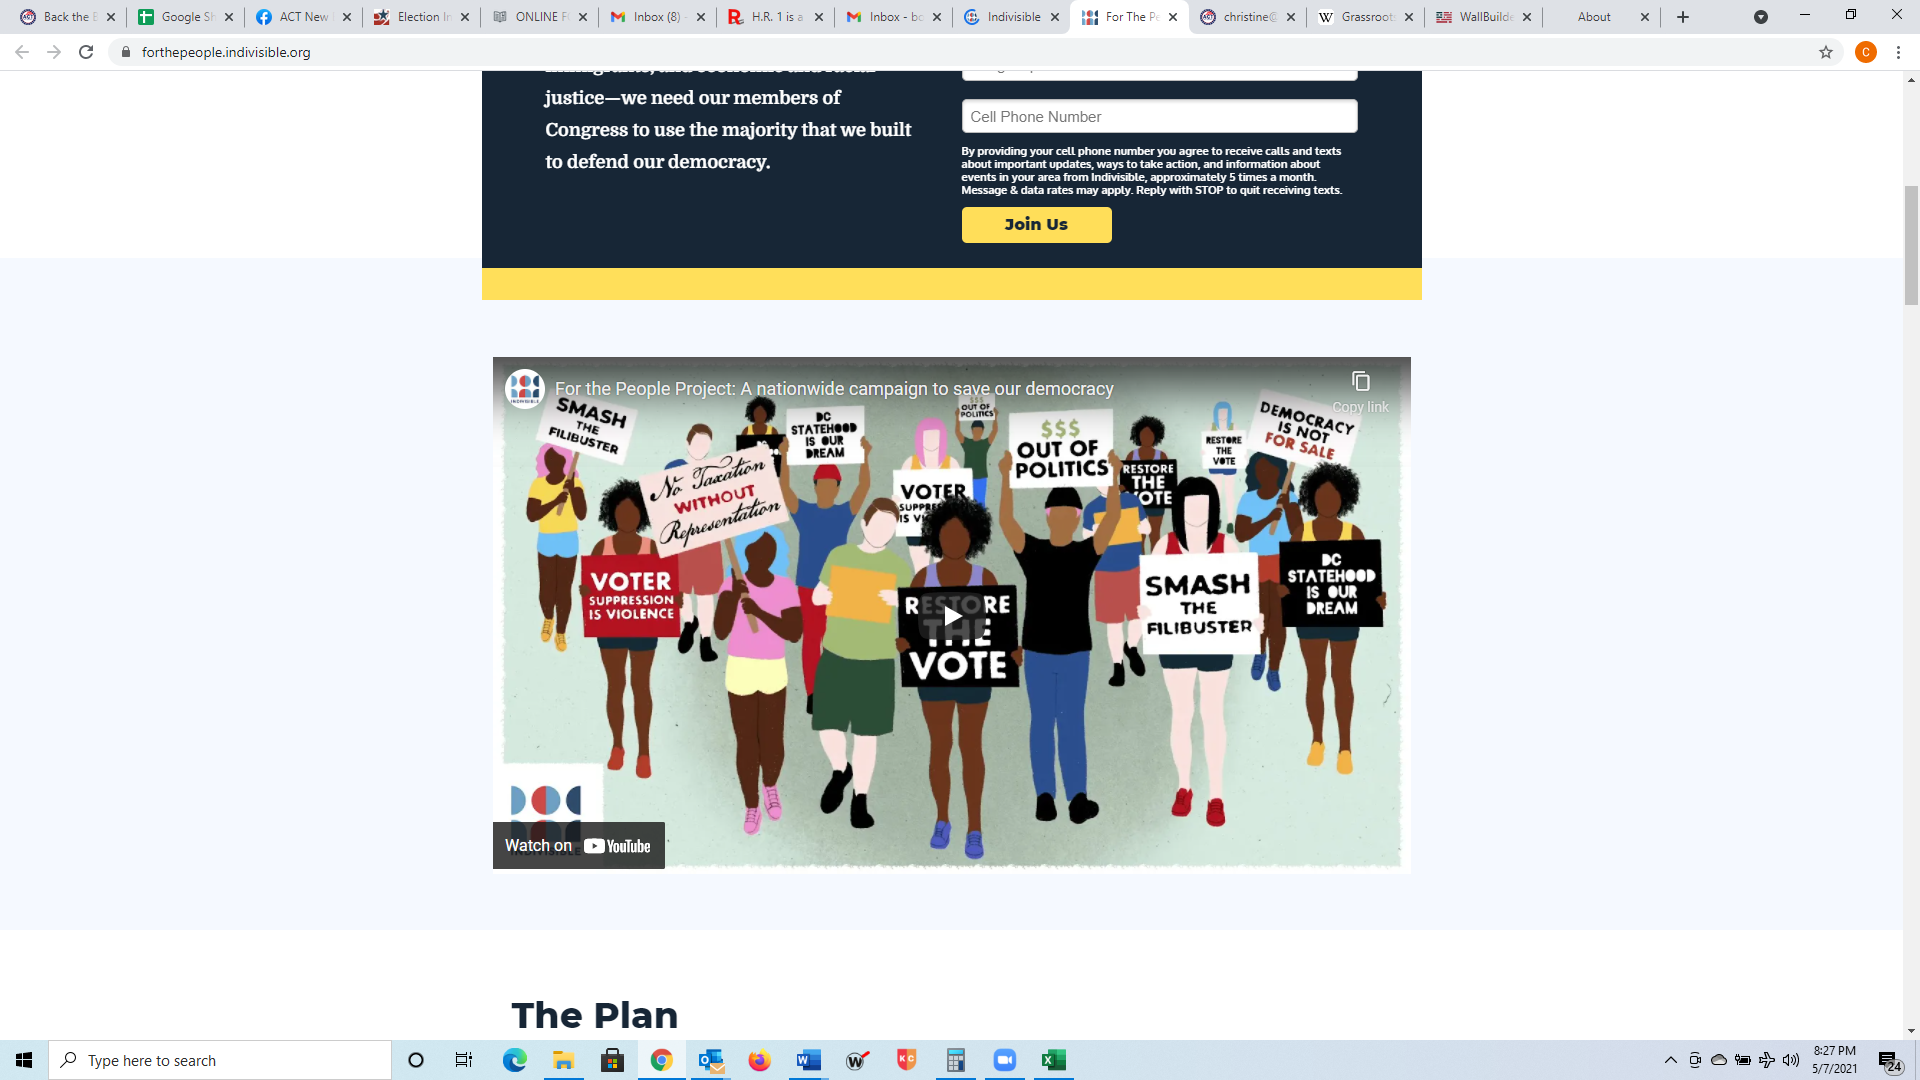 Back the B
Google Sh
ACT New
Election In
ONLINE F
Inbox (8) -
H.R. 1 is a
Inbox - bo
Indivisible
For The Pe
christine@
Grassroot
WallBuilde
About
forthepeople.indivisible.org
C
justice—we need our members of
Congress to use the majority that we built
to defend our democracy.
Cell Phone Number
By providing your cell phone number you agree to receive calls and texts
about important updates, ways to take action, and information about
events in your area from Indivisible, approximately 5 times a month.
Message & data rates may apply. Reply with STOP to quit receiving texts.
Join Us
For the People Project: A nationwide campaign to save our democracy
Copy link
SMASH
THE
FILIBUSTER
No Taxation
WITHOUT
Representation
DC
STATEHOOD
IS OUR
DREAM
$$$
OUT OF
POLITICS
VOTER
SUPPRE
IS VI
$$$
OUT OF
POLITICS
RESTORE
THE
VOTE
RESTORE
THE
VOTE
DEMOCRACY
IS NOT
FOR SALE
VOTER
SUPPRESSION
IS VIOLENCE
RESTORE
THE
VOTE
SMASH
THE
FILIBUSTER
DC
STATEHOOD
IS OUR
DREAM
Watch on YouTube
The Plan
Type here to search
8:27 PM
5/7/2021
24